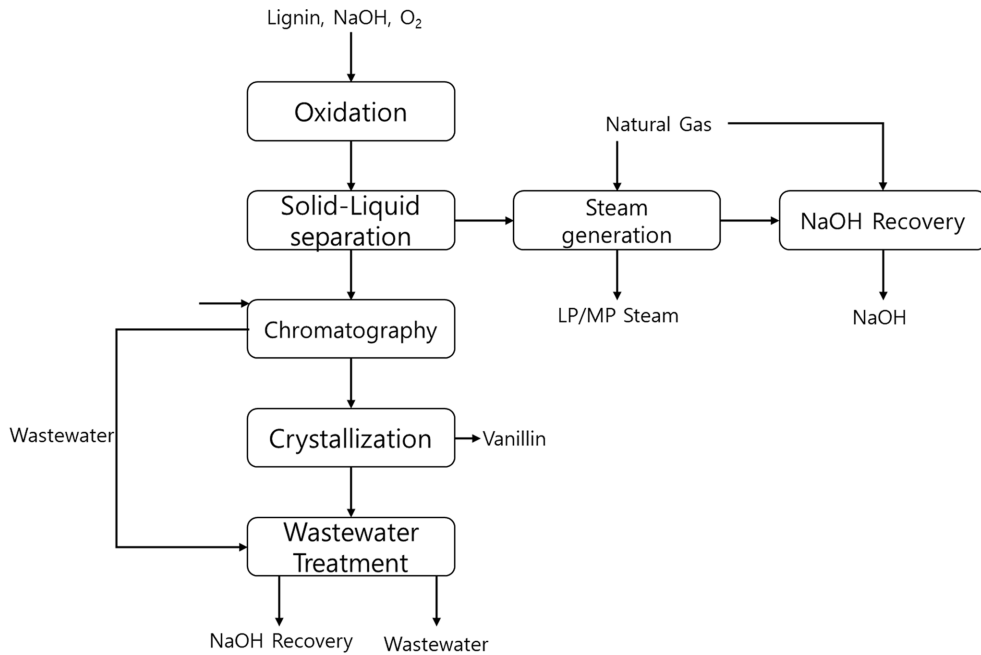 Lignin, NaOH, O₂
Oxidation
Natural Gas
Solid-Liquid
separation
Steam
generation
NaOH Recovery
LP/MP Steam
NaOH
Chromatography
Wastewater
Crystallization
Vanillin
Wastewater
Treatment
NaOH Recovery
Wastewater